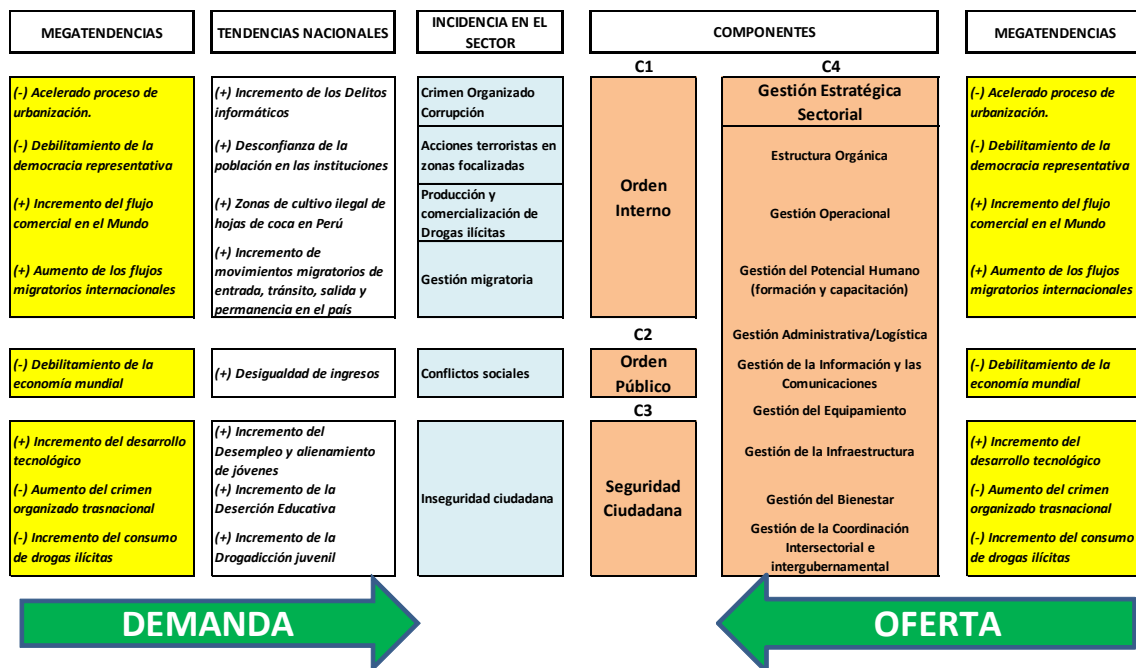 MEGATENDENCIAS
TENDENCIAS NACIONALES
INCIDENCIA EN EL
SECTOR
COMPONENTES
MEGATENDENCIAS
(-) Acelerado proceso de
urbanización.
(-) Debilitamiento de la
democracia representativa
(+) Incremento del flujo
comercial en el Mundo
(+) Aumento de los flujos
migratorios internacionales
(+) Incremento de los Delitos
informáticos
(+) Desconfianza de la
población en las instituciones
(+) Zonas de cultivo ilegal de
hojas de coca en Perú
(+) Incremento de
movimientos migratorios de
entrada, tránsito, salida y
permanencia en el país
Crimen Organizado
Corrupción
Acciones terroristas en
zonas focalizadas
Producción y
comercialización de
Drogas ilícitas
Gestión migratoria
C1
Orden
Interno
C4
Gestión Estratégica
Sectorial
Estructura Orgánica
Gestión Operacional
Gestión del Potencial Humano
(formación y capacitación)
Gestión Administrativa/Logística
Gestión de la Información y las
Comunicaciones
Gestión del Equipamiento
Gestión de la Infraestructura
Gestión del Bienestar
Gestión de la Coordinación
Intersectorial e
intergubernamental
(-) Acelerado proceso de
urbanización.
(-) Debilitamiento de la
democracia representativa
(+) Incremento del flujo
comercial en el Mundo
(+) Aumento de los flujos
migratorios internacionales
(-) Debilitamiento de la
economía mundial
(+) Desigualdad de ingresos
Conflictos sociales
C2
Orden
Público
(-) Debilitamiento de la
economía mundial
(+) Incremento del desarrollo
tecnológico
(-) Aumento del crimen
organizado trasnacional
(-) Incremento del consumo
de drogas ilícitas
(+) Incremento del
Desempleo y alienamiento
de jóvenes
(+) Incremento de la
Deserción Educativa
(+) Incremento de la
Drogadicción juvenil
Inseguridad ciudadana
C3
Seguridad
Ciudadana
(+) Incremento del
desarrollo tecnológico
(-) Aumento del crimen
organizado trasnacional
(-) Incremento del consumo
de drogas ilícitas
DEMANDA
OFERTA